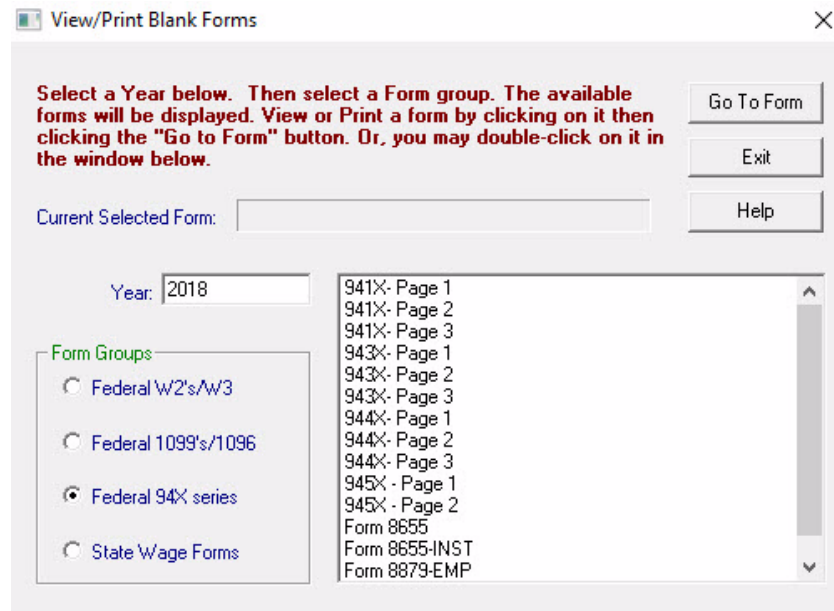 View/Print Blank Forms
Select a Year below. Then select a Form group. The available
forms will be displayed. View or Print a form by clicking on it then
clicking the "Go to Form" button. Or, you may double-click on it in
the window below.
Go To Form
Exit
Help
Current Selected Form:
Year: 2018
Form Groups
Federal W2's/W3
Federal 1099's/1096
Federal 94X series
State Wage Forms
941X- Page 1
941X- Page 2
941X- Page 3
943X- Page 1
943X- Page 2
943X- Page 3
944X- Page 1
944X- Page 2
944X- Page 3
945X - Page 1
945X - Page 2
Form 8655
Form 8655-INST
Form 8879-EMP